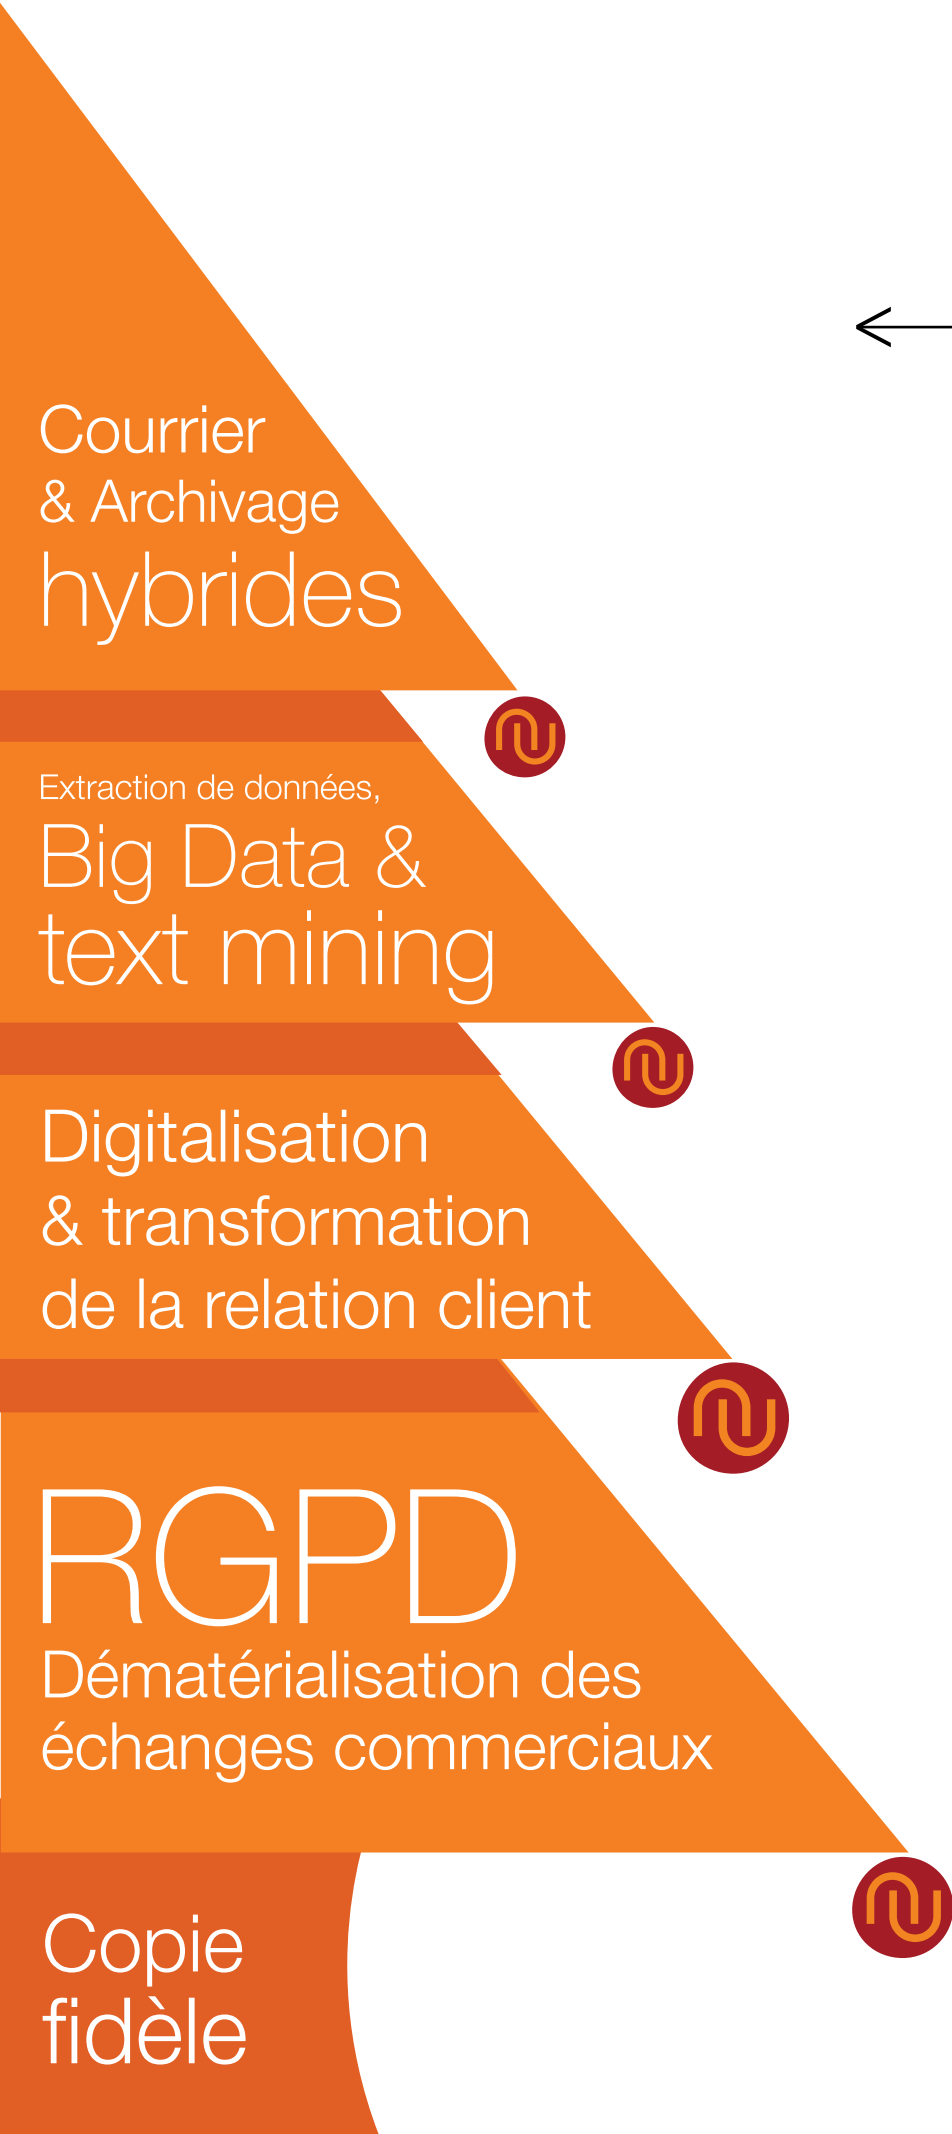 Courrier
& Archivage
hybrides
Extraction de données,
Big Data &
text mining
Digitalisation
& transformation
de la relation client
RGPD
Dématérialisation des
échanges commerciaux
Copie
fidèle